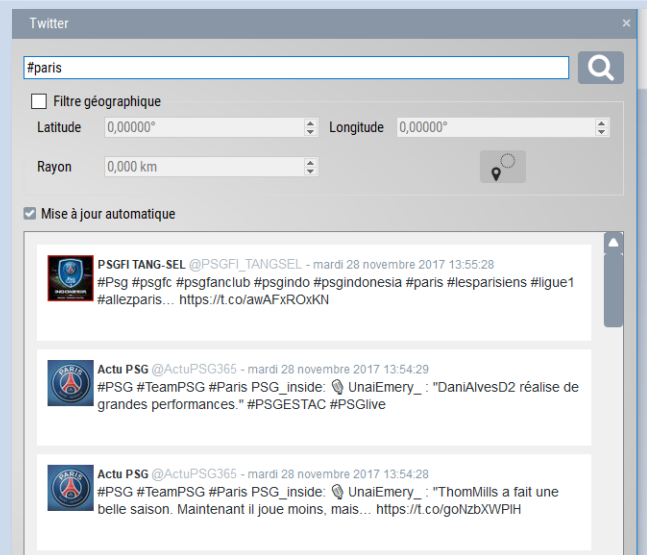 Twitter
#paris
Filtre géographique
Latitude 0,00000° Longitude 0,00000°
Rayon 0,000 km
Mise à jour automatique
PSGFI TANG-SEL @PSGFI_TANGSEL - mardi 28 novembre 2017 13:55:28
#Psg #psgfc #psgfanclub #psgindo #psgindonesia #paris #lesparisiens #ligue1
#allezparis… https://t.co/awAFxROxKN
INDONESIA
Actu PSG @ActuPSG365 - mardi 28 novembre 2017 13:54:29
#PSG #TeamPSG #Paris PSG_inside: 🎙 UnaiEmery_ : "DaniAlvesD2 réalise de
grandes performances." #PSGESTAC #PSGlive
PARIS
Actu PSG @ActuPSG365 - mardi 28 novembre 2017 13:54:28
#PSG #TeamPSG #Paris PSG_inside: 🎙 UnaiEmery_ : "ThomMills a fait une
belle saison. Maintenant il joue moins, mais… https://t.co/goNzbXWPlH
PARIS